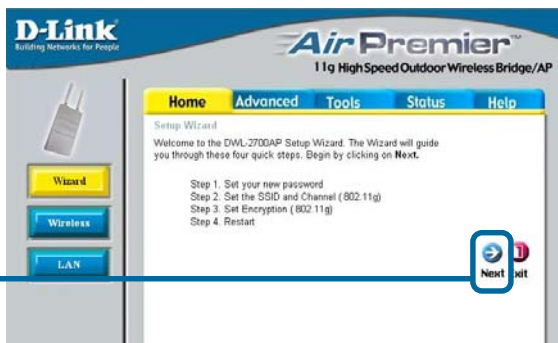 D-Link
Building Networks for People
Air Premier™
11g High Speed Outdoor Wireless Bridge/AP
Home Advanced Tools Status Help
Setup Wizard
Welcome to the DWL-2700AP Setup Wizard. The Wizard will guide
you through these four quick steps. Begin by clicking on Next.
Step 1. Set your new password
Step 2. Set the SSID and Channel (802.11g)
Step 3. Set Encryption (802.11g)
Step 4. Restart
Wizard
Wireless
LAN
Next Exit